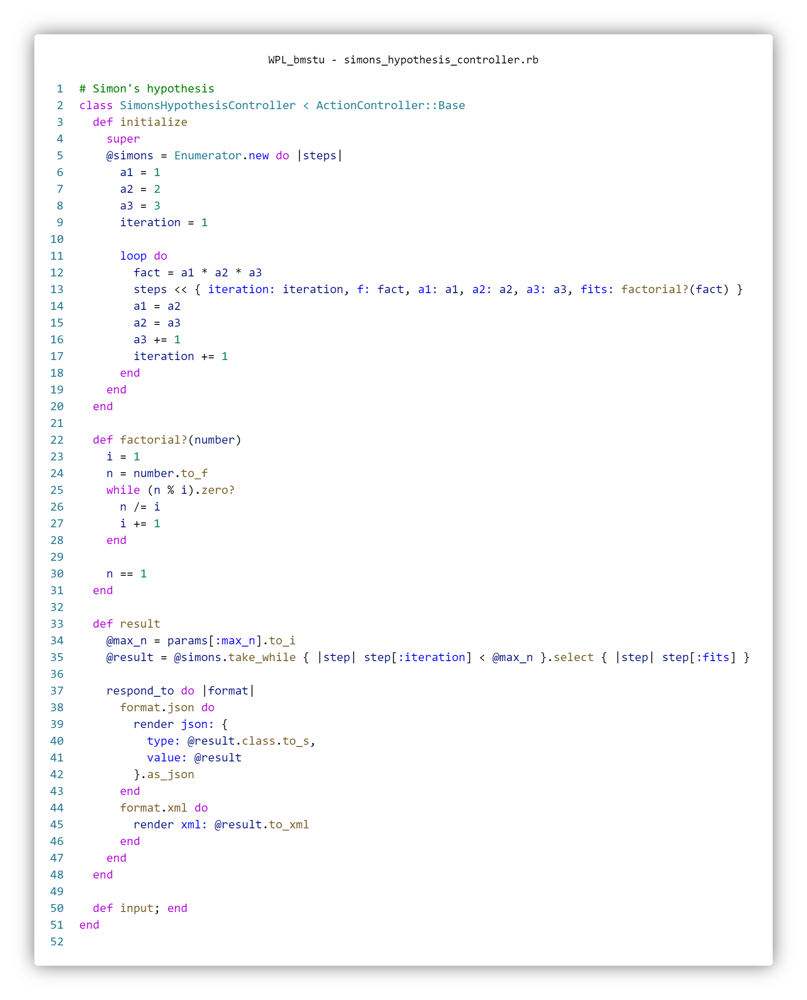 WPL_bmstu - simons_hypothesis_controller.rb
1 # Simon's hypothesis
2 class SimonsHypothesisController < ActionController::Base
3   def initialize
4     super
5     @simons = Enumerator.new do |steps|
6       a1 = 1
7       a2 = 2
8       a3 = 3
9       iteration = 1
10
11       loop do
12         fact = a1 * a2 * a3
13         steps << { iteration: iteration, f: fact, a1: a1, a2: a2, a3: a3, fits: factorial?(fact) }
14         a1 = a2
15         a2 = a3
16         a3 += 1
17         iteration += 1
18       end
19     end
20   end
21
22   def factorial?(number)
23     i = 1
24     n = number.to_f
25     while (n % i).zero?
26       n /= i
27       i += 1
28     end
29
30     n == 1
31   end
32
33   def result
34     @max_n = params[:max_n].to_i
35     @result = @simons.take_while { |step| step[:iteration] < @max_n }.select { |step| step[:fits] }
36
37     respond_to do |format|
38       format.json do
39         render json: {
40           type: @result.class.to_s,
41           value: @result
42         }.as_json
43       end
44       format.xml do
45         render xml: @result.to_xml
46       end
47     end
48   end
49
50   def input; end
51 end
52